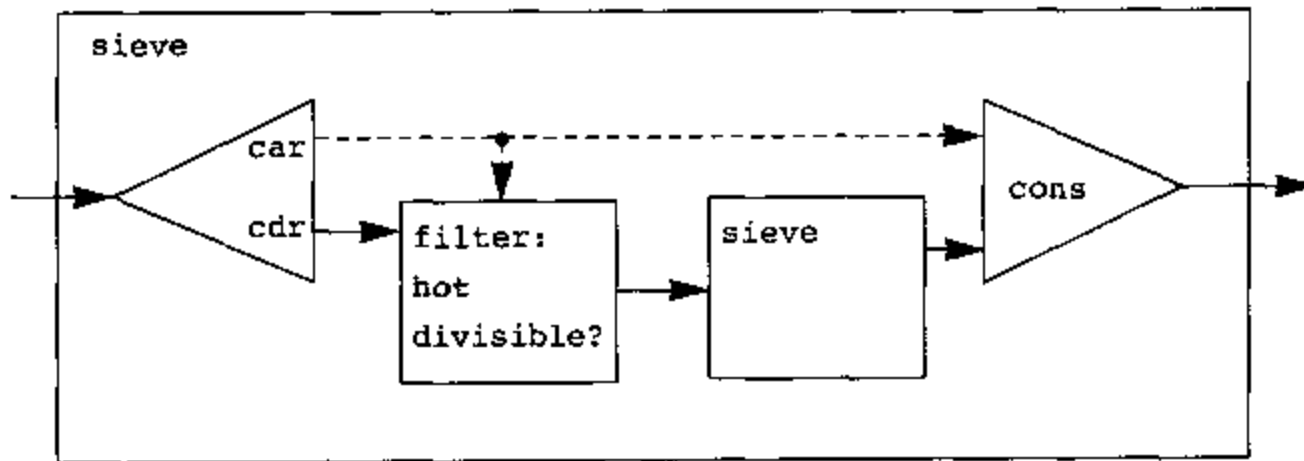 sieve
car
cdr
filter:
hot
divisible?
sieve
cons